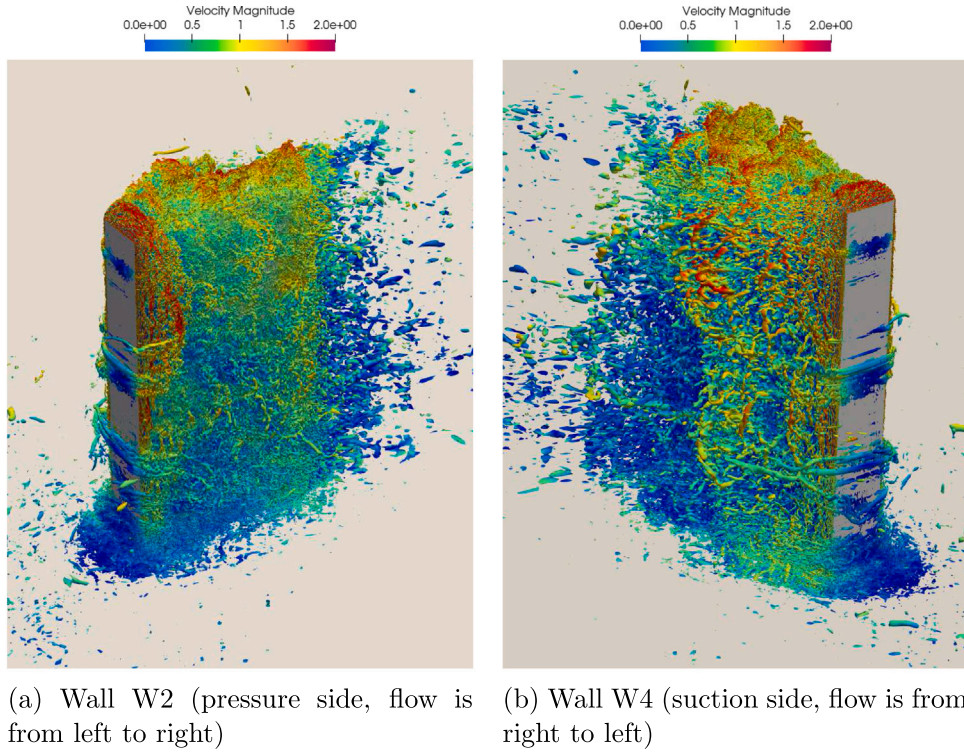 Velocity Magnitude
0.0e+00 0.5 1 1.5 2.0e+00
Velocity Magnitude
0.0e+00 0.5 1 1.5 2.0e+00
(a) Wall W2 (pressure side, flow is
from left to right)
(b) Wall W4 (suction side, flow is from
right to left)